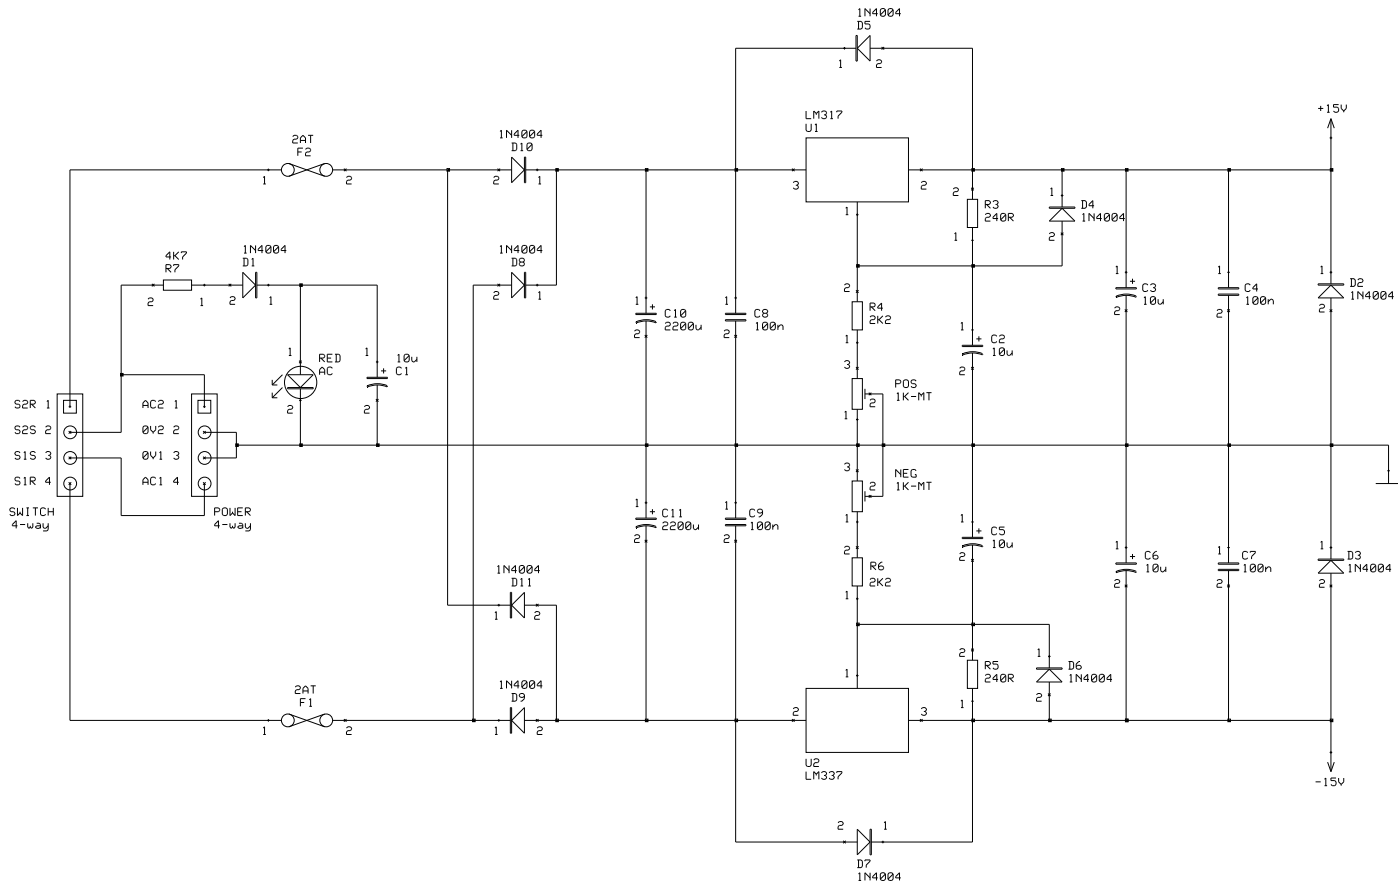 1N4004
D5
1 2
LM317
U1
+15V
2AT
F2
1 2
1N4004
D10
2 1
3 2
1
2
R3
240R
1
1
D4
1N4004
2
4K7
R7
2 1
1N4004
D1
2 1
1N4004
D8
2 1
1
C10
2200u
2
1
C8
100n
2
2
R4
2K2
1
1
C2
10u
2
1
C3
10u
2
1
C4
100n
2
1
D2
1N4004
2
1
RED
AC
2
1
10u
C1
2
3
POS
1K-MT
2
1
S2R 1
S2S 2
S1S 3
S1R 4
SWITCH
4-way
AC2 1
0V2 2
0V1 3
AC1 4
POWER
4-way
3
NEG
1K-MT
2
1
1
C11
2200u
2
1
C9
100n
2
2
R6
2K2
1
1
C5
10u
2
1
C6
10u
2
1
C7
100n
2
1
D3
1N4004
2
1N4004
D11
1 2
2
R5
240R
1
1
D6
1N4004
2
2AT
F1
1 2
1N4004
D9
1 2
1
2 3
U2
LM337
-15V
2 1
D7
1N4004